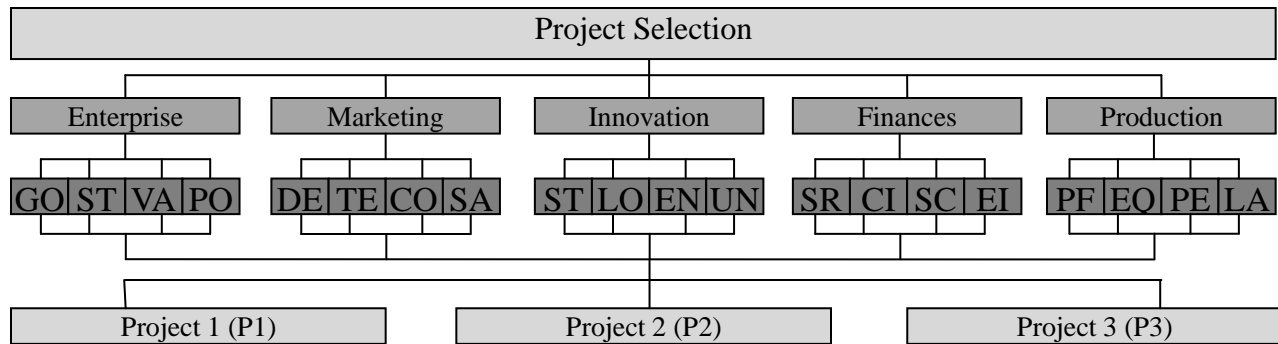 Project Selection
Enterprise Marketing Innovation Finances Production
GO ST VA PO DE TE CO SA ST LO EN UN SR CI SC EI PF EQ PE LA
Project 1 (P1) Project 2 (P2) Project 3 (P3)